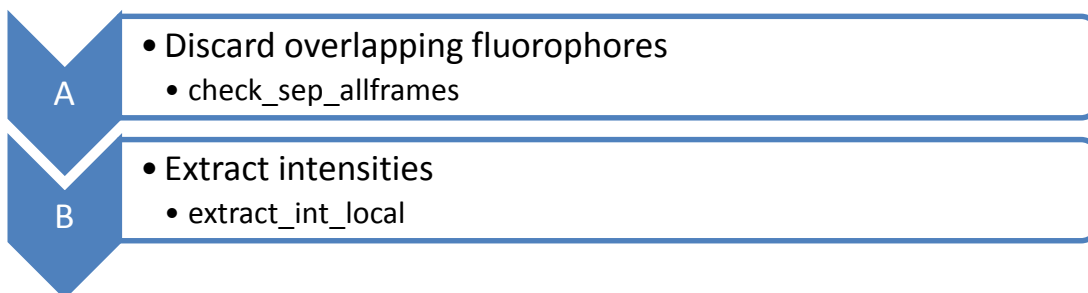 A
• Discard overlapping fluorophores
• check_sep_allframes
B
• Extract intensities
• extract_int_local